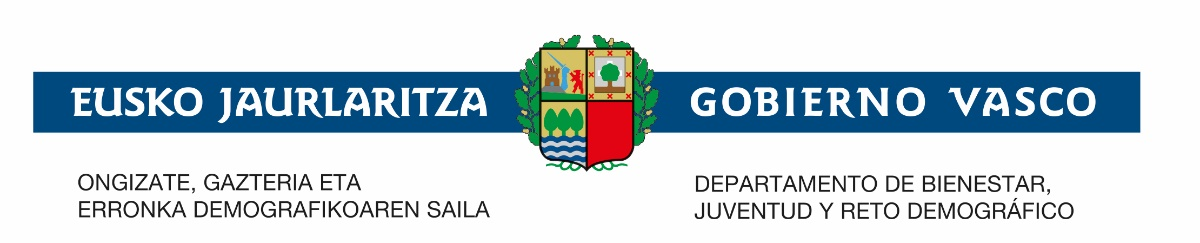 EUSKO JAURLARITZA
GOBIERNO VASCO
ONGIZATE, GAZTERIA ETA
ERRONKA DEMOGRAFIKOAREN SAILA
DEPARTAMENTO DE BIENESTAR,
JUVENTUD Y RETO DEMOGRÁFICO